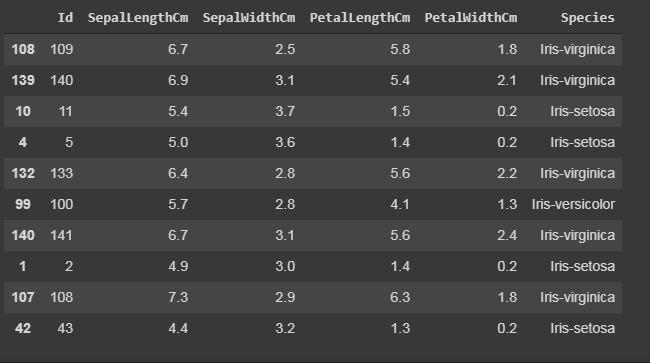 Id SepalLengthCm SepalWidthCm PetalLengthCm PetalWidthCm Species
108 109 6.7 2.5 5.8 1.8 Iris-virginica
139 140 6.9 3.1 5.4 2.1 Iris-virginica
10 11 5.4 3.7 1.5 0.2 Iris-setosa
4 5 5.0 3.6 1.4 0.2 Iris-setosa
132 133 6.4 2.8 5.6 2.2 Iris-virginica
99 100 5.7 2.8 4.1 1.3 Iris-versicolor
140 141 6.7 3.1 5.6 2.4 Iris-virginica
1 2 4.9 3.0 1.4 0.2 Iris-setosa
107 108 7.3 2.9 6.3 1.8 Iris-virginica
42 43 4.4 3.2 1.3 0.2 Iris-setosa